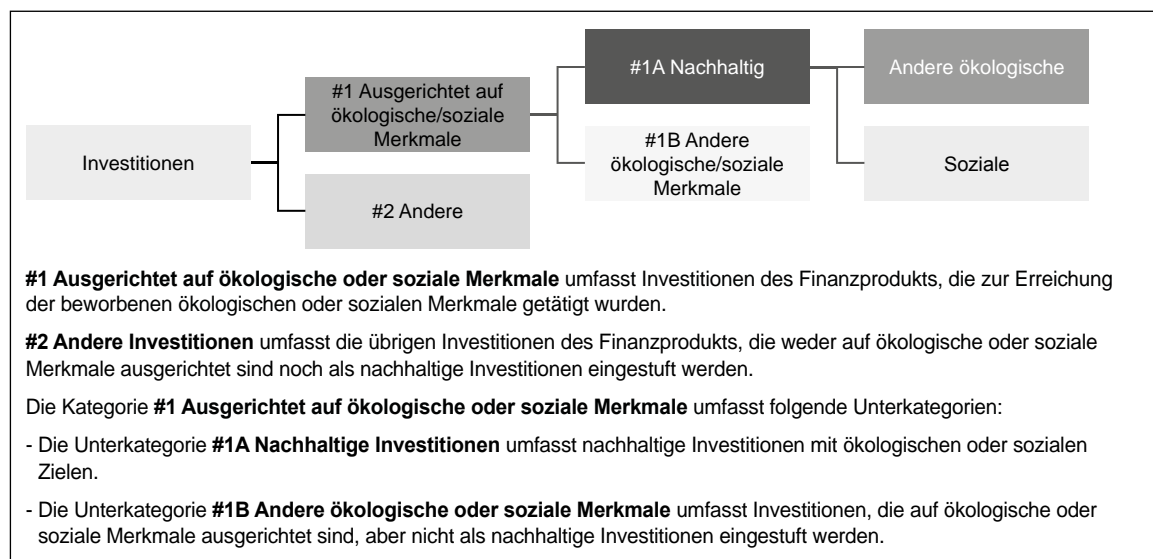 #1A Nachhaltig
Andere ökologische
#1 Ausgerichtet auf
ökologische/soziale
Merkmale
Investitionen
#1B Andere
ökologische/soziale
Merkmale
Soziale
#2 Andere
#1 Ausgerichtet auf ökologische oder soziale Merkmale umfasst Investitionen des Finanzprodukts, die zur Erreichung
der beworbenen ökologischen oder sozialen Merkmale getätigt wurden.
#2 Andere Investitionen umfasst die übrigen Investitionen des Finanzprodukts, die weder auf ökologische oder soziale
Merkmale ausgerichtet sind noch als nachhaltige Investitionen eingestuft werden.
Die Kategorie #1 Ausgerichtet auf ökologische oder soziale Merkmale umfasst folgende Unterkategorien:
- Die Unterkategorie #1A Nachhaltige Investitionen umfasst nachhaltige Investitionen mit ökologischen oder sozialen
Zielen.
- Die Unterkategorie #1B Andere ökologische oder soziale Merkmale umfasst Investitionen, die auf ökologische oder
soziale Merkmale ausgerichtet sind, aber nicht als nachhaltige Investitionen eingestuft werden.